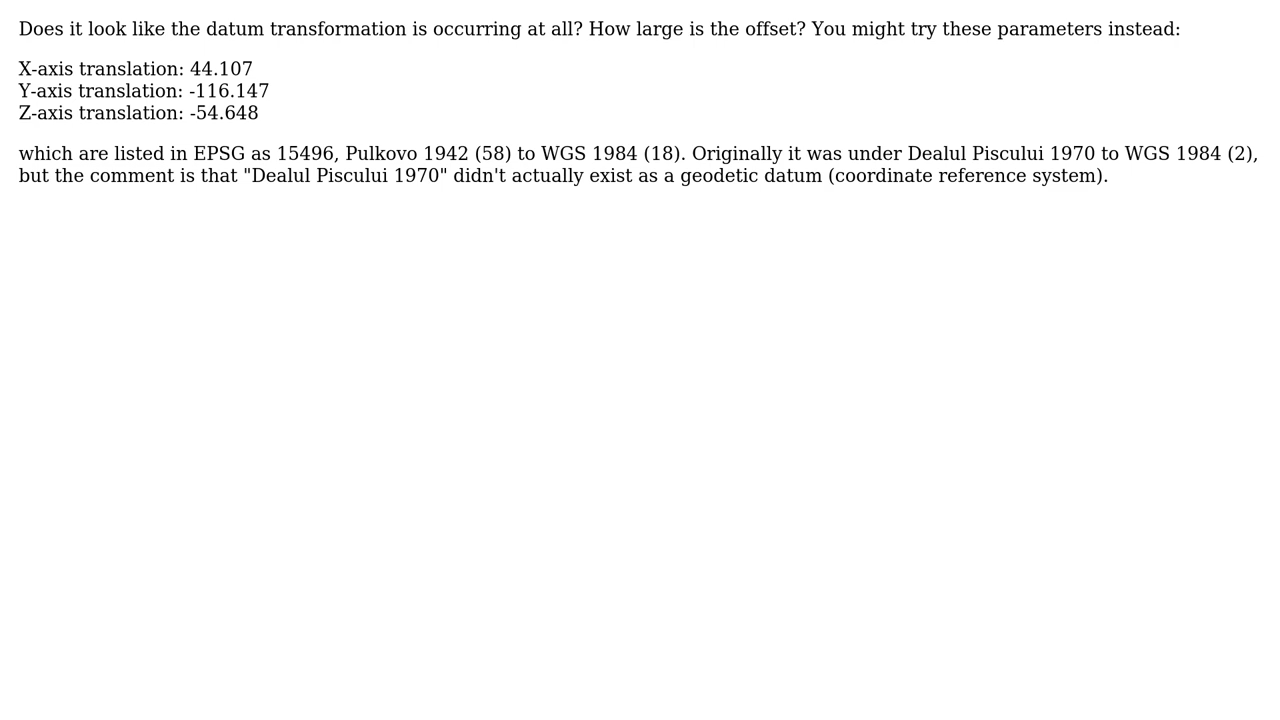 Does it look like the datum transformation is occurring at all? How large is the offset? You might try these parameters instead:
X-axis translation: 44.107
Y-axis translation: -116.147
Z-axis translation: -54.648
which are listed in EPSG as 15496, Pulkovo 1942 (58) to WGS 1984 (18). Originally it was under Dealul Piscului 1970 to WGS 1984 (2),
but the comment is that "Dealul Piscului 1970" didn't actually exist as a geodetic datum (coordinate reference system).